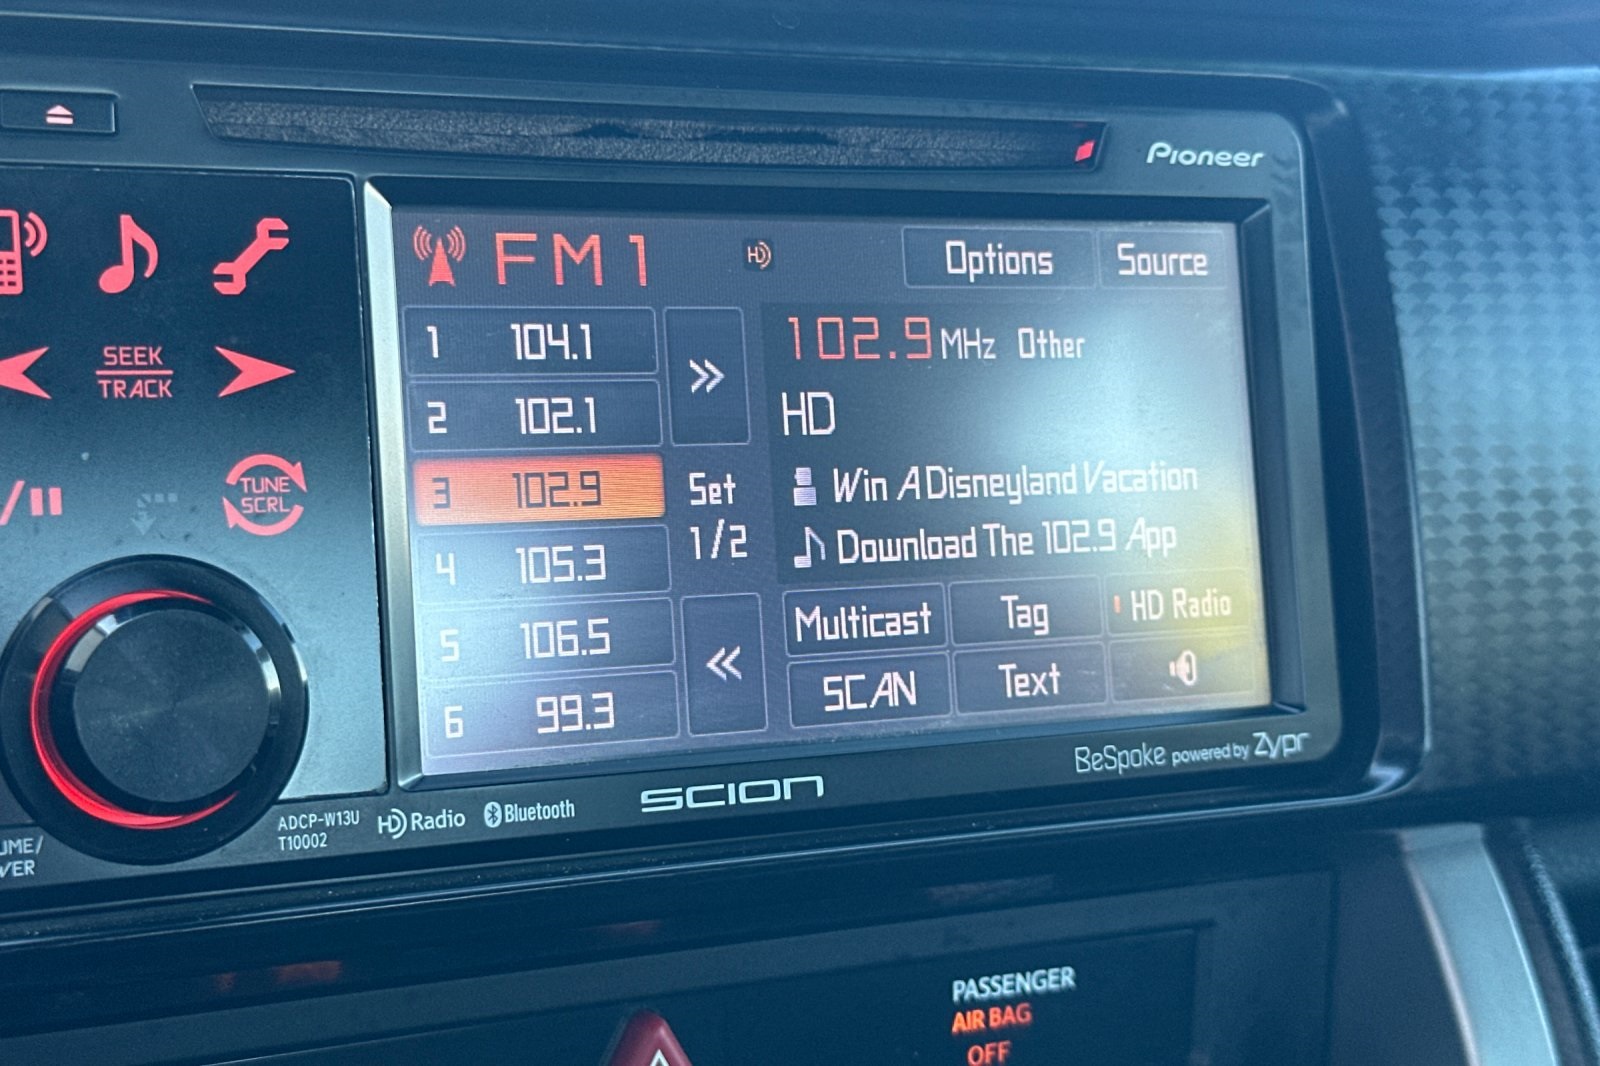 Pioneer
FM1
HD
Options
Source
1 104.1
2 102.1
3 102.9
4 105.3
5 106.5
6 99.3
»
Set
1/2
«
102.9 MHz Other
HD
Win A Disneyland Vacation
Download The 102.9 App
Multicast
Tag
HD Radio
SCAN
Text
SEEK
TRACK
TUNE
SCRL
ADCP-W13U
T10002
HD Radio
Bluetooth
SCION
BeSpoke powered by Zypr
PASSENGER
AIR BAG
OFF